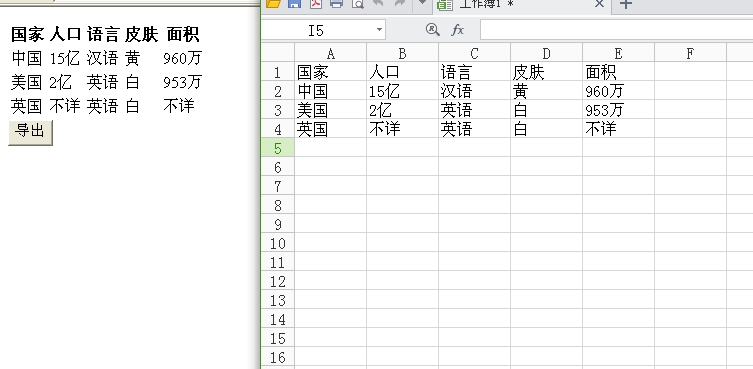 国家 人口 语言 皮肤 面积
中国 15亿 汉语 黄 960万
美国 2亿 英语 白 953万
英国 不详 英语 白 不详
导出
工作簿1 *
I5 fx
A B C D E F
1 国家 人口 语言 皮肤 面积
2 中国 15亿 汉语 黄 960万
3 美国 2亿 英语 白 953万
4 英国 不详 英语 白 不详
5
6
7
8
9
10
11
12
13
14
15
16